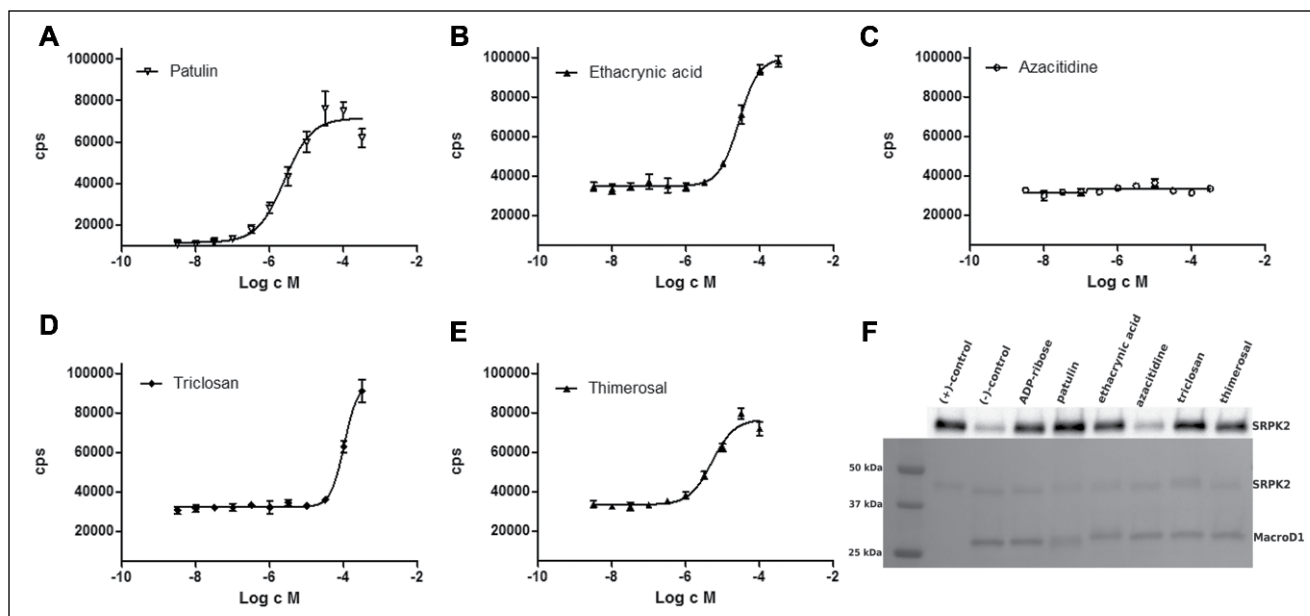 A
Patulin
100000
80000
60000
40000
20000
cps
-10
-8
-6
-4
-2
Log c M
B
Ethacrynic acid
100000
80000
60000
40000
20000
cps
-10
-8
-6
-4
-2
Log c M
C
Azacitidine
100000
80000
60000
40000
20000
cps
-10
-8
-6
-4
-2
Log c M
D
Triclosan
100000
80000
60000
40000
20000
cps
-10
-8
-6
-4
-2
Log c M
E
Thimerosal
100000
80000
60000
40000
20000
cps
-10
-8
-6
-4
-2
Log c M
F
(+)-control
(-)-control
ADP-ribose
patulin
ethacrynic acid
azacitidine
triclosan
thimerosal
SRPK2
50 kDa
SRPK2
37 kDa
MacroD1
25 kDa